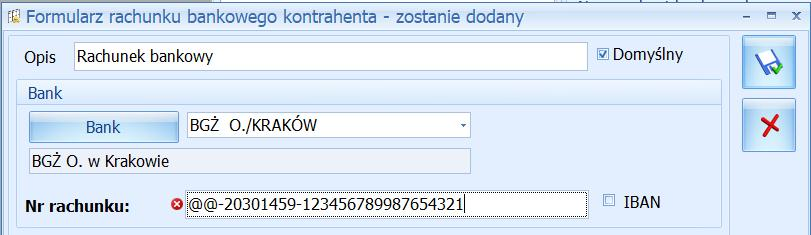 Formularz rachunku bankowego kontrahenta - zostanie dodany
Opis Rachunek bankowy Domyślny
Bank
Bank BGŻ O./KRAKÓW
BGŻ O. w Krakowie
Nr rachunku: @@-20301459-123456789987654321 IBAN